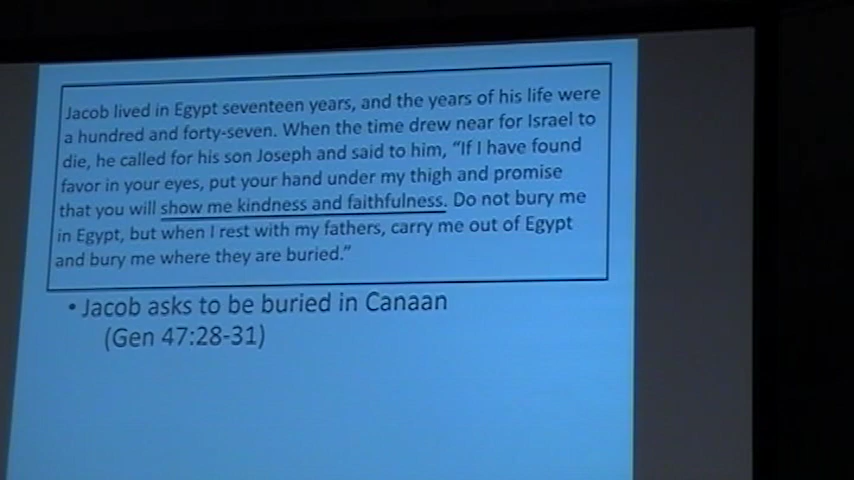 Jacob lived in Egypt seventeen years, and the years of his life were
a hundred and forty-seven. When the time drew near for Israel to
die, he called for his son Joseph and said to him, “If I have found
favor in your eyes, put your hand under my thigh and promise
that you will show me kindness and faithfulness. Do not bury me
in Egypt, but when I rest with my fathers, carry me out of Egypt
and bury me where they are buried.”
• Jacob asks to be buried in Canaan
(Gen 47:28-31)